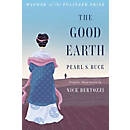 WINNER OF THE PULITZER PRIZE
THE
GOOD
EARTH
PEARL S. BUCK
NICK BERTOZZI